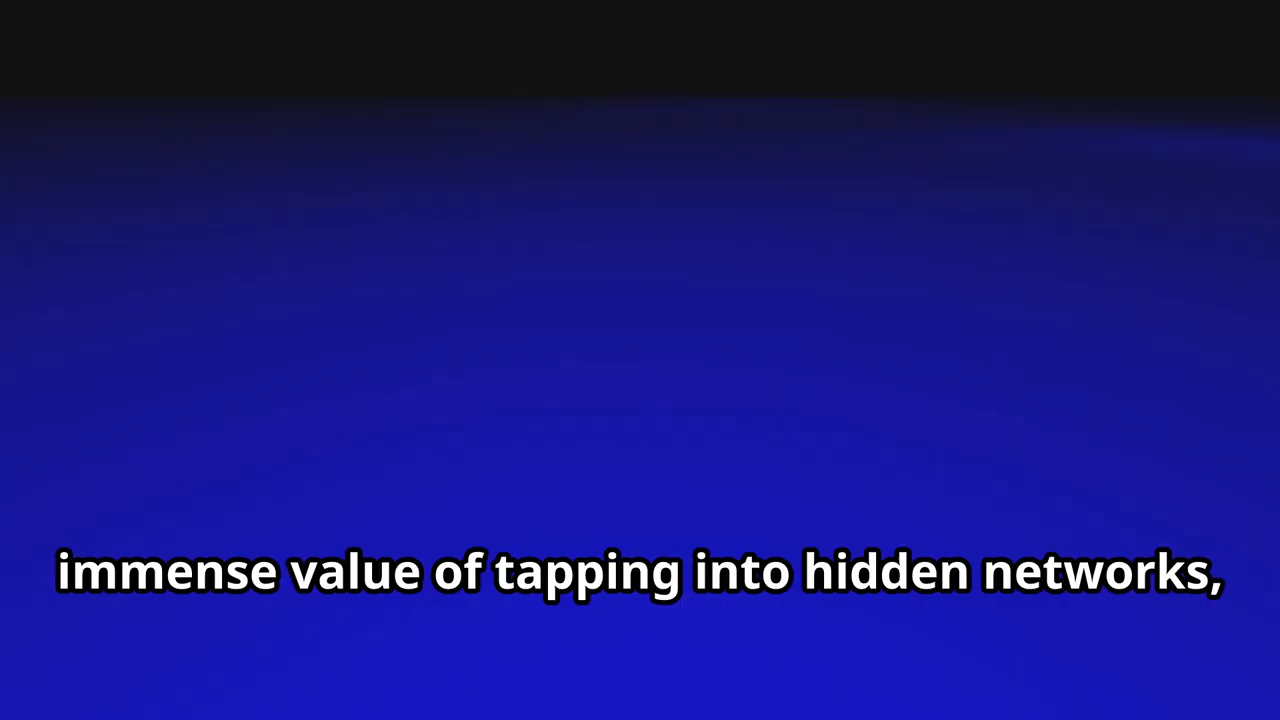 immense value of tapping into hidden networks,